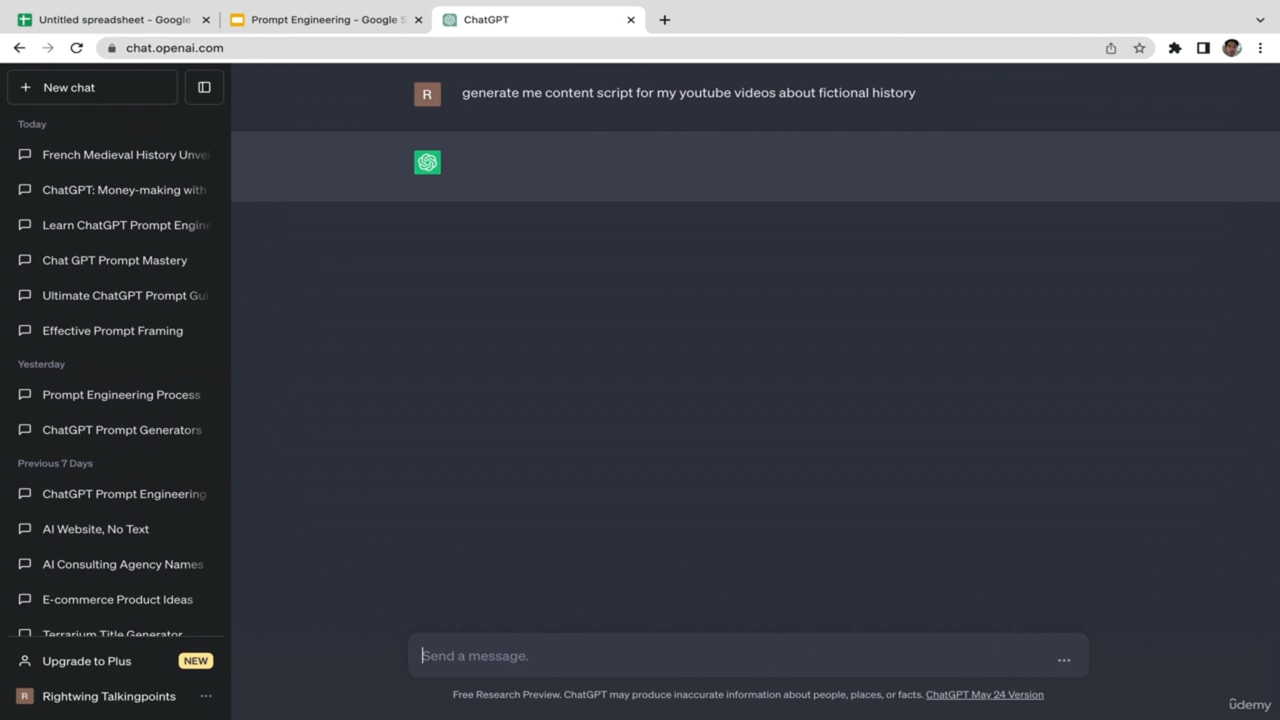 Untitled spreadsheet - Google
Prompt Engineering - Google S
ChatGPT
chat.openai.com
New chat
R
generate me content script for my youtube videos about fictional history
Today
French Medieval History Unvei
ChatGPT: Money-making with
Learn ChatGPT Prompt Engine
Chat GPT Prompt Mastery
Ultimate ChatGPT Prompt Gui
Effective Prompt Framing
Yesterday
Prompt Engineering Process
ChatGPT Prompt Generators
Previous 7 Days
ChatGPT Prompt Engineering
AI Website, No Text
AI Consulting Agency Names
E-commerce Product Ideas
Terrarium Title Generator
Send a message.
Upgrade to Plus
NEW
R
Rightwing Talkingpoints
Free Research Preview. ChatGPT may produce inaccurate information about people, places, or facts. ChatGPT May 24 Version
ûdemy